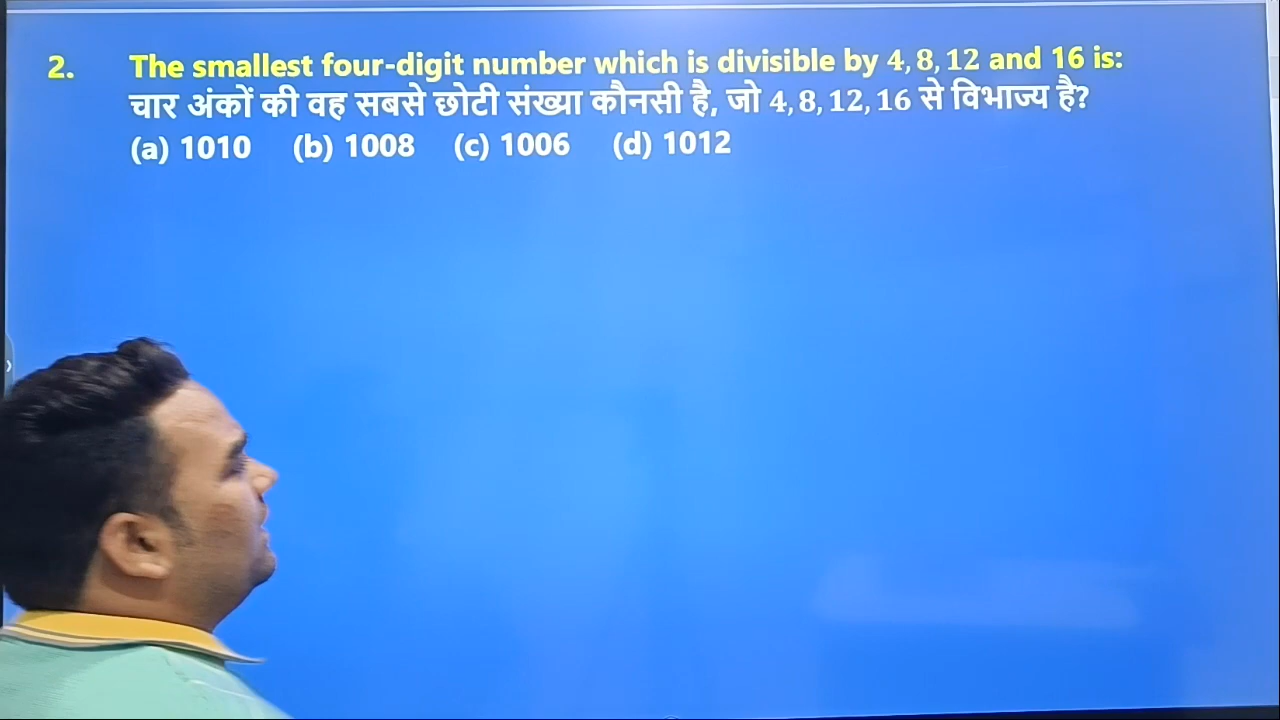 2. The smallest four-digit number which is divisible by 4, 8, 12 and 16 is:
चार अंकों की वह सबसे छोटी संख्या कौनसी है, जो 4, 8, 12, 16 से विभाज्य है?
(a) 1010 (b) 1008 (c) 1006 (d) 1012